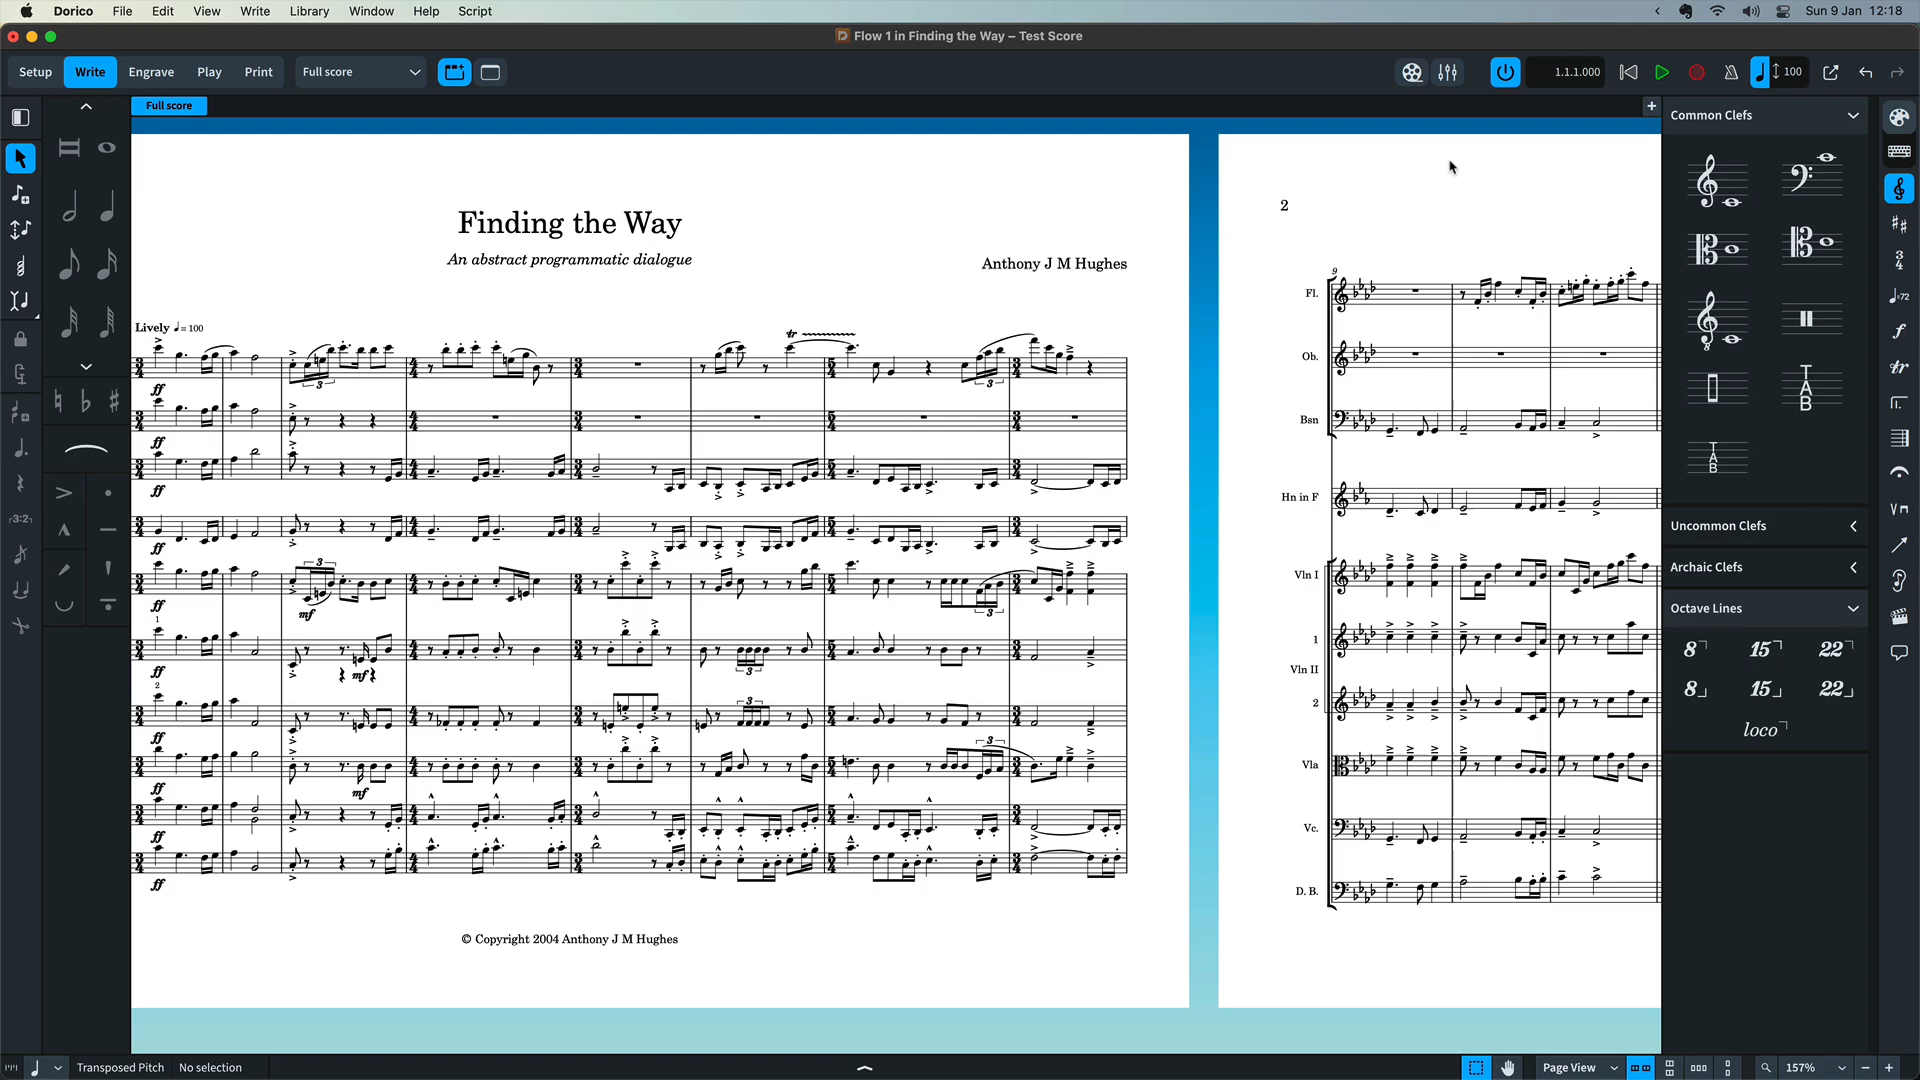 Dorico File Edit View Write Library Window Help Script
Sun 9 Jan 12:18
Flow 1 in Finding the Way – Test Score
Setup Write Engrave Play Print Full score
1.1.1.000
100
Full score
Common Clefs
Finding the Way
An abstract programmatic dialogue
Anthony J M Hughes
Lively ♩ = 100
2
9
Fl.
Ob.
Bsn
Hn in F
Vln I
1
Vln II
2
Vla
Vc.
D. B.
© Copyright 2004 Anthony J M Hughes
Uncommon Clefs
Archaic Clefs
Octave Lines
8 15 22
8 15 22
loco
Transposed Pitch No selection
Page View
157%